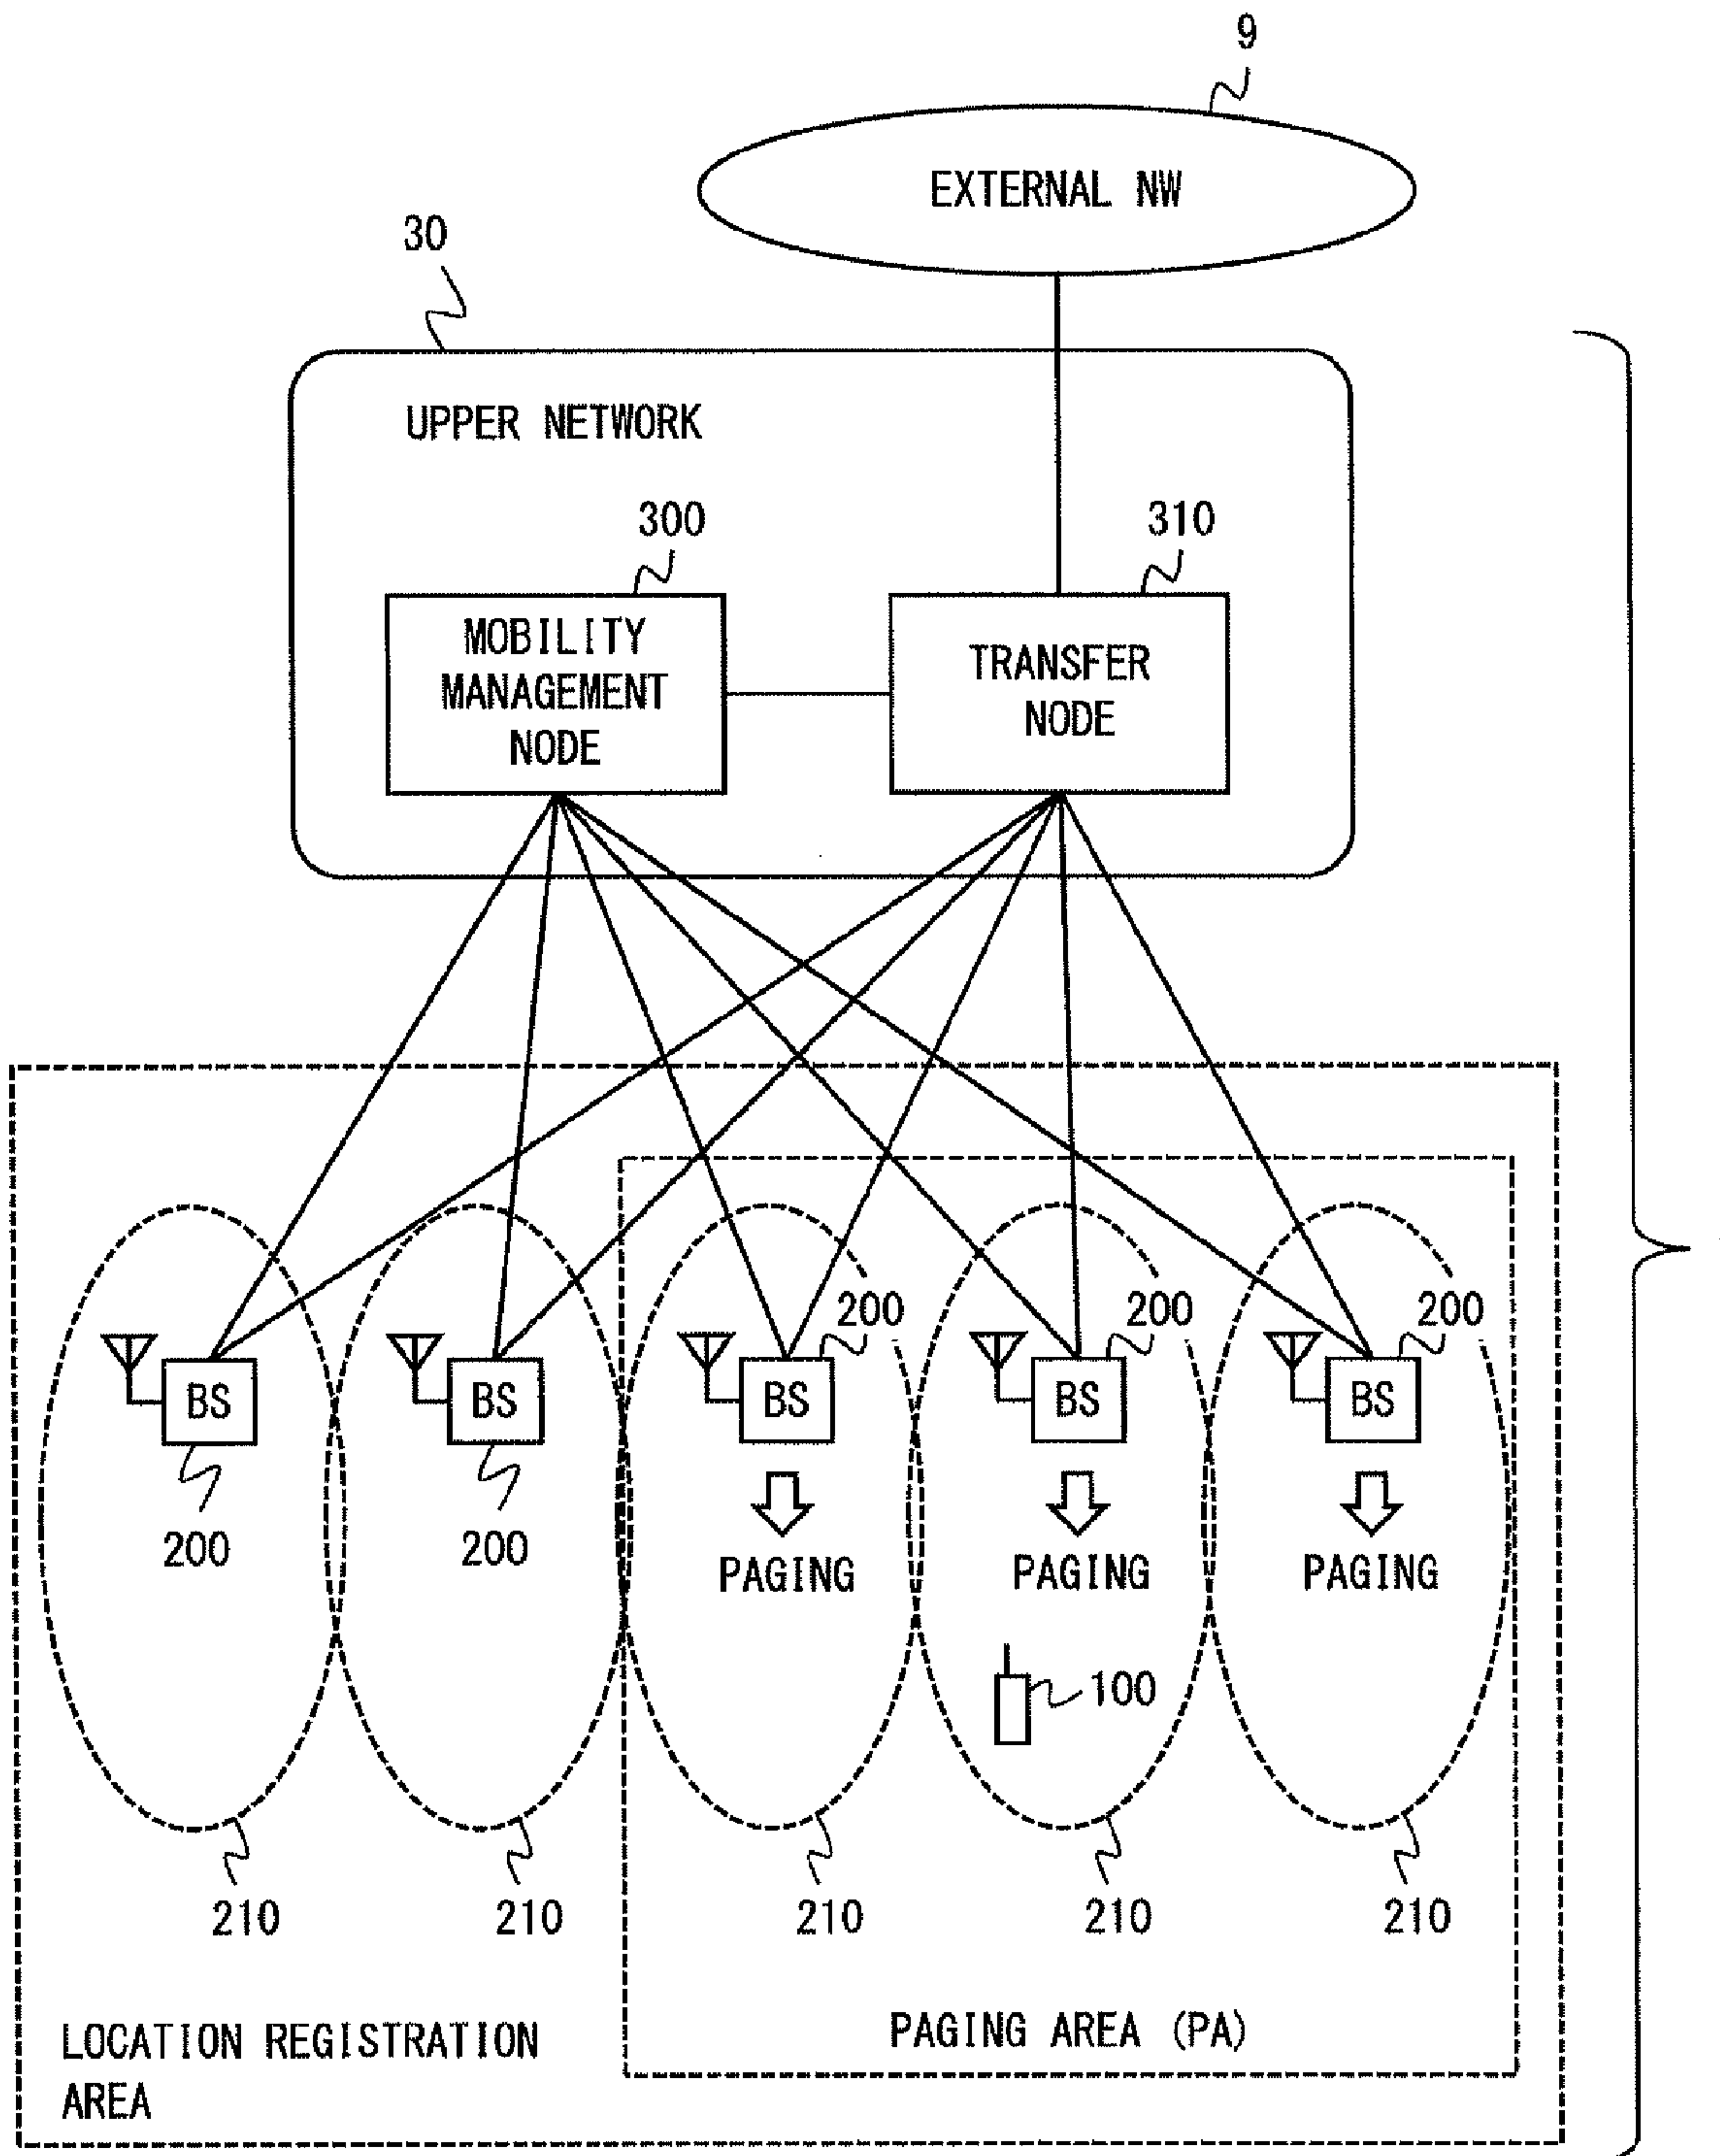 9
EXTERNAL NW
30
UPPER NETWORK
300
310
MOBILITY
MANAGEMENT
NODE
TRANSFER
NODE
200
200
200
BS
BS
BS
BS
BS
200
200
PAGING
PAGING
PAGING
100
210
210
210
210
210
LOCATION REGISTRATION
AREA
PAGING AREA (PA)